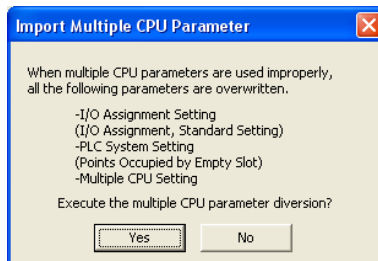 Import Multiple CPU Parameter
When multiple CPU parameters are used improperly,
all the following parameters are overwritten.
-I/O Assignment Setting
(I/O Assignment, Standard Setting)
-PLC System Setting
(Points Occupied by Empty Slot)
-Multiple CPU Setting
Execute the multiple CPU parameter diversion?
Yes
No